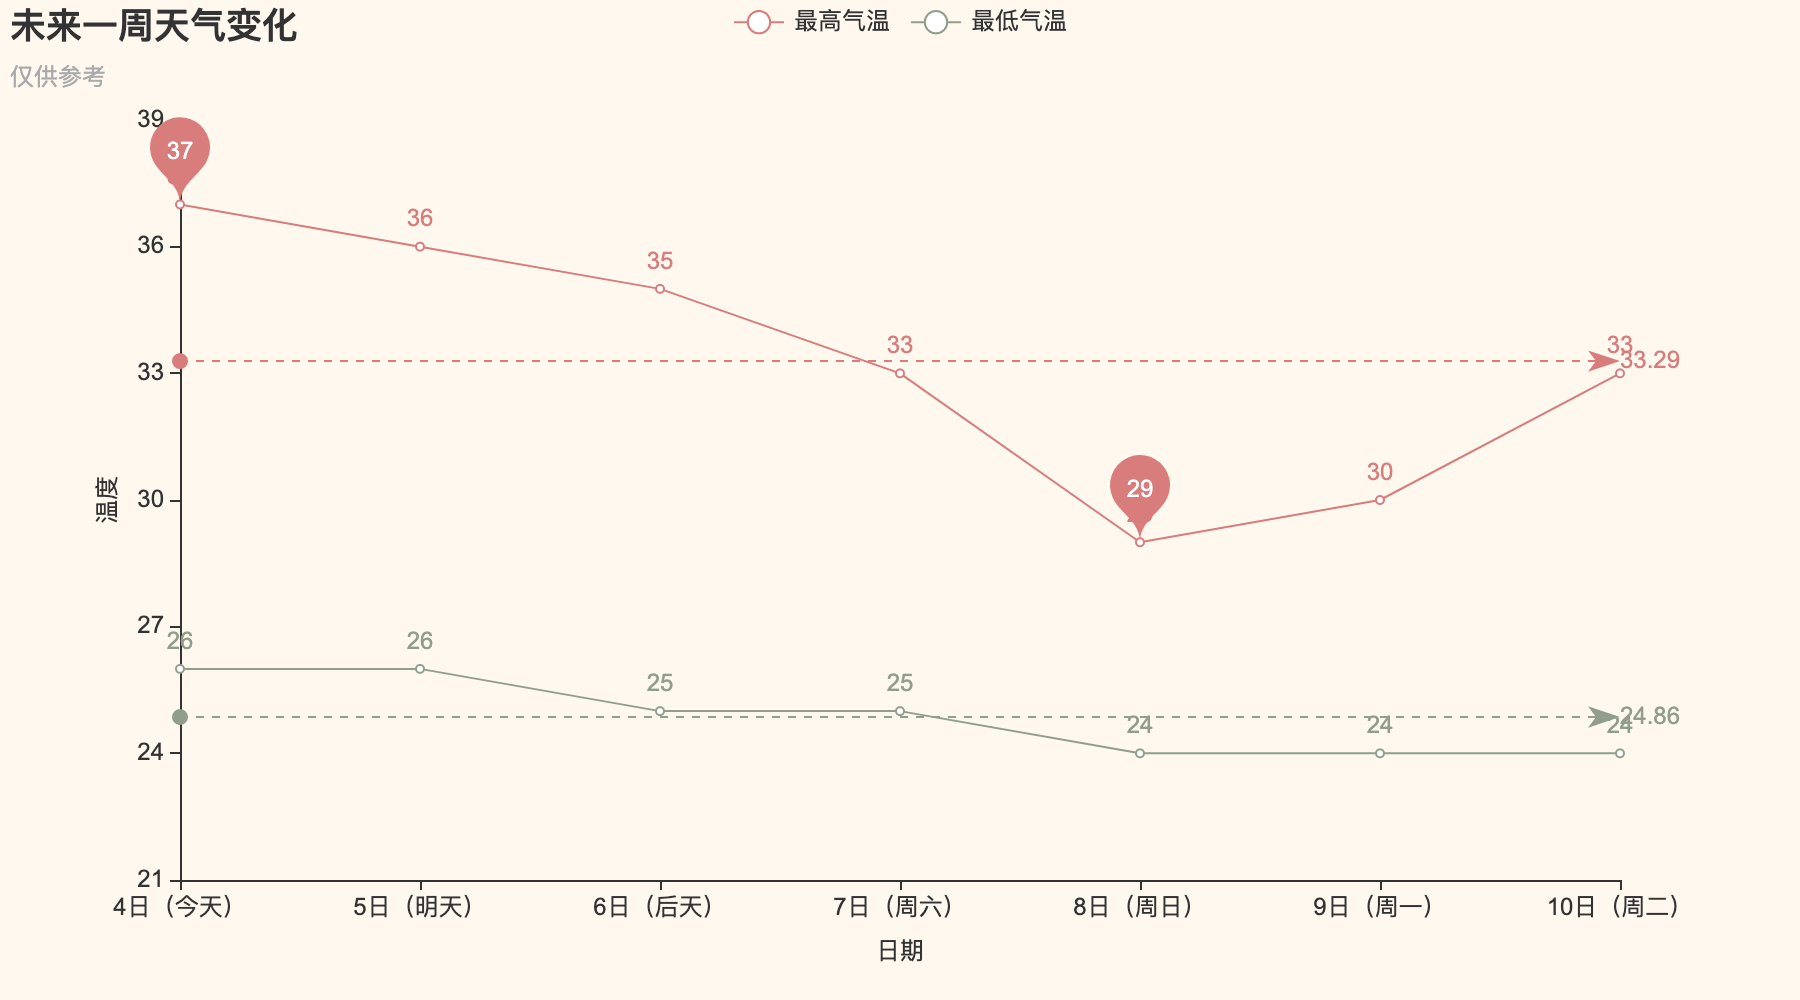 未来一周天气变化
最高气温
最低气温
仅供参考
39
36
33
30
27
24
21
温度
37
36
35
33
29
30
33
33.29
26
26
25
25
24
24
24
24.86
4日（今天）
5日（明天）
6日（后天）
7日（周六）
8日（周日）
9日（周一）
10日（周二）
日期